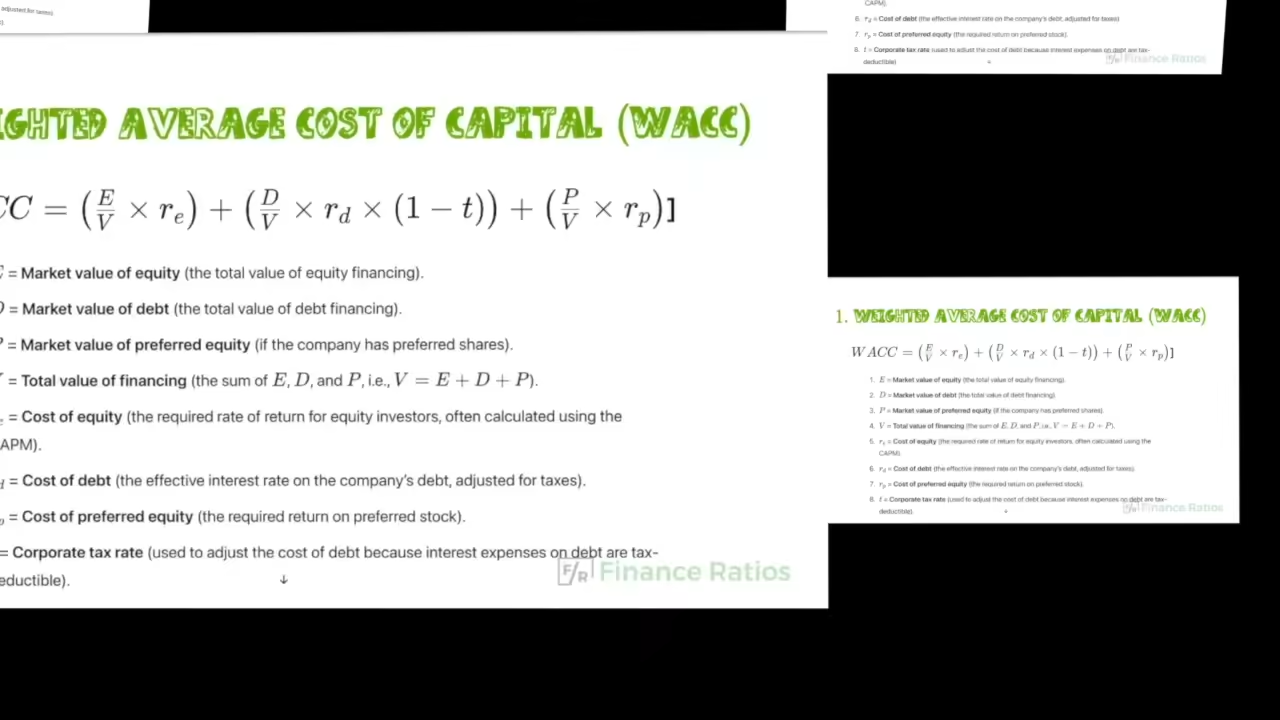 adjusted for taxes)
IGHTED AVERAGE COST OF CAPITAL (WACC)
CC = (E/V × r_e) + (D/V × r_d × (1 − t)) + (P/V × r_p)]
= Market value of equity (the total value of equity financing).
= Market value of debt (the total value of debt financing).
= Market value of preferred equity (if the company has preferred shares).
= Total value of financing (the sum of E, D, and P, i.e., V = E + D + P).
= Cost of equity (the required rate of return for equity investors, often calculated using the
APM).
= Cost of debt (the effective interest rate on the company's debt, adjusted for taxes).
= Cost of preferred equity (the required return on preferred stock).
= Corporate tax rate (used to adjust the cost of debt because interest expenses on debt are tax-
eductible).
↓
F/R Finance Ratios
CAPM).
6. r_d = Cost of debt (the effective interest rate on the company's debt, adjusted for taxes)
7. r_p = Cost of preferred equity (the required return on preferred stock).
8. t = Corporate tax rate (used to adjust the cost of debt because interest expenses on debt are tax-
deductible)
↓
F/R Finance Ratios
1. WEIGHTED AVERAGE COST OF CAPITAL (WACC)
WACC = (E/V × r_e) + (D/V × r_d × (1 − t)) + (P/V × r_p)]
1. E = Market value of equity (the total value of equity financing).
2. D = Market value of debt (the total value of debt financing).
3. P = Market value of preferred equity (if the company has preferred shares).
4. V = Total value of financing (the sum of E, D, and P, i.e., V = E + D + P).
5. r_e = Cost of equity (the required rate of return for equity investors, often calculated using the
CAPM)
6. r_d = Cost of debt (the effective interest rate on the company's debt, adjusted for taxes).
7. r_p = Cost of preferred equity (the required return on preferred stock).
8. t = Corporate tax rate (used to adjust the cost of debt because interest expenses on debt are tax-
deductible).
↓
F/R Finance Ratios